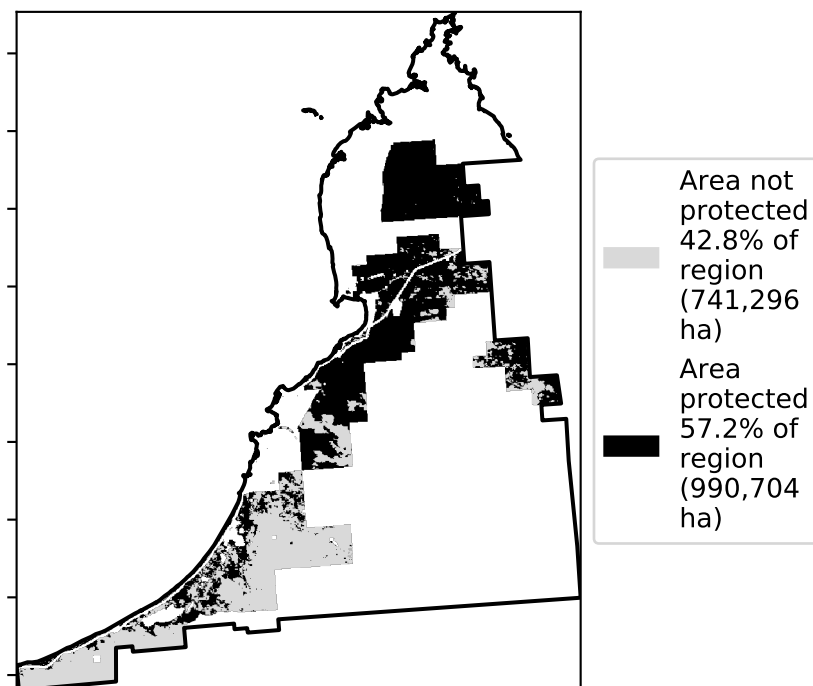 Area not
protected
42.8% of
region
(741,296
ha)
Area
protected
57.2% of
region
(990,704
ha)